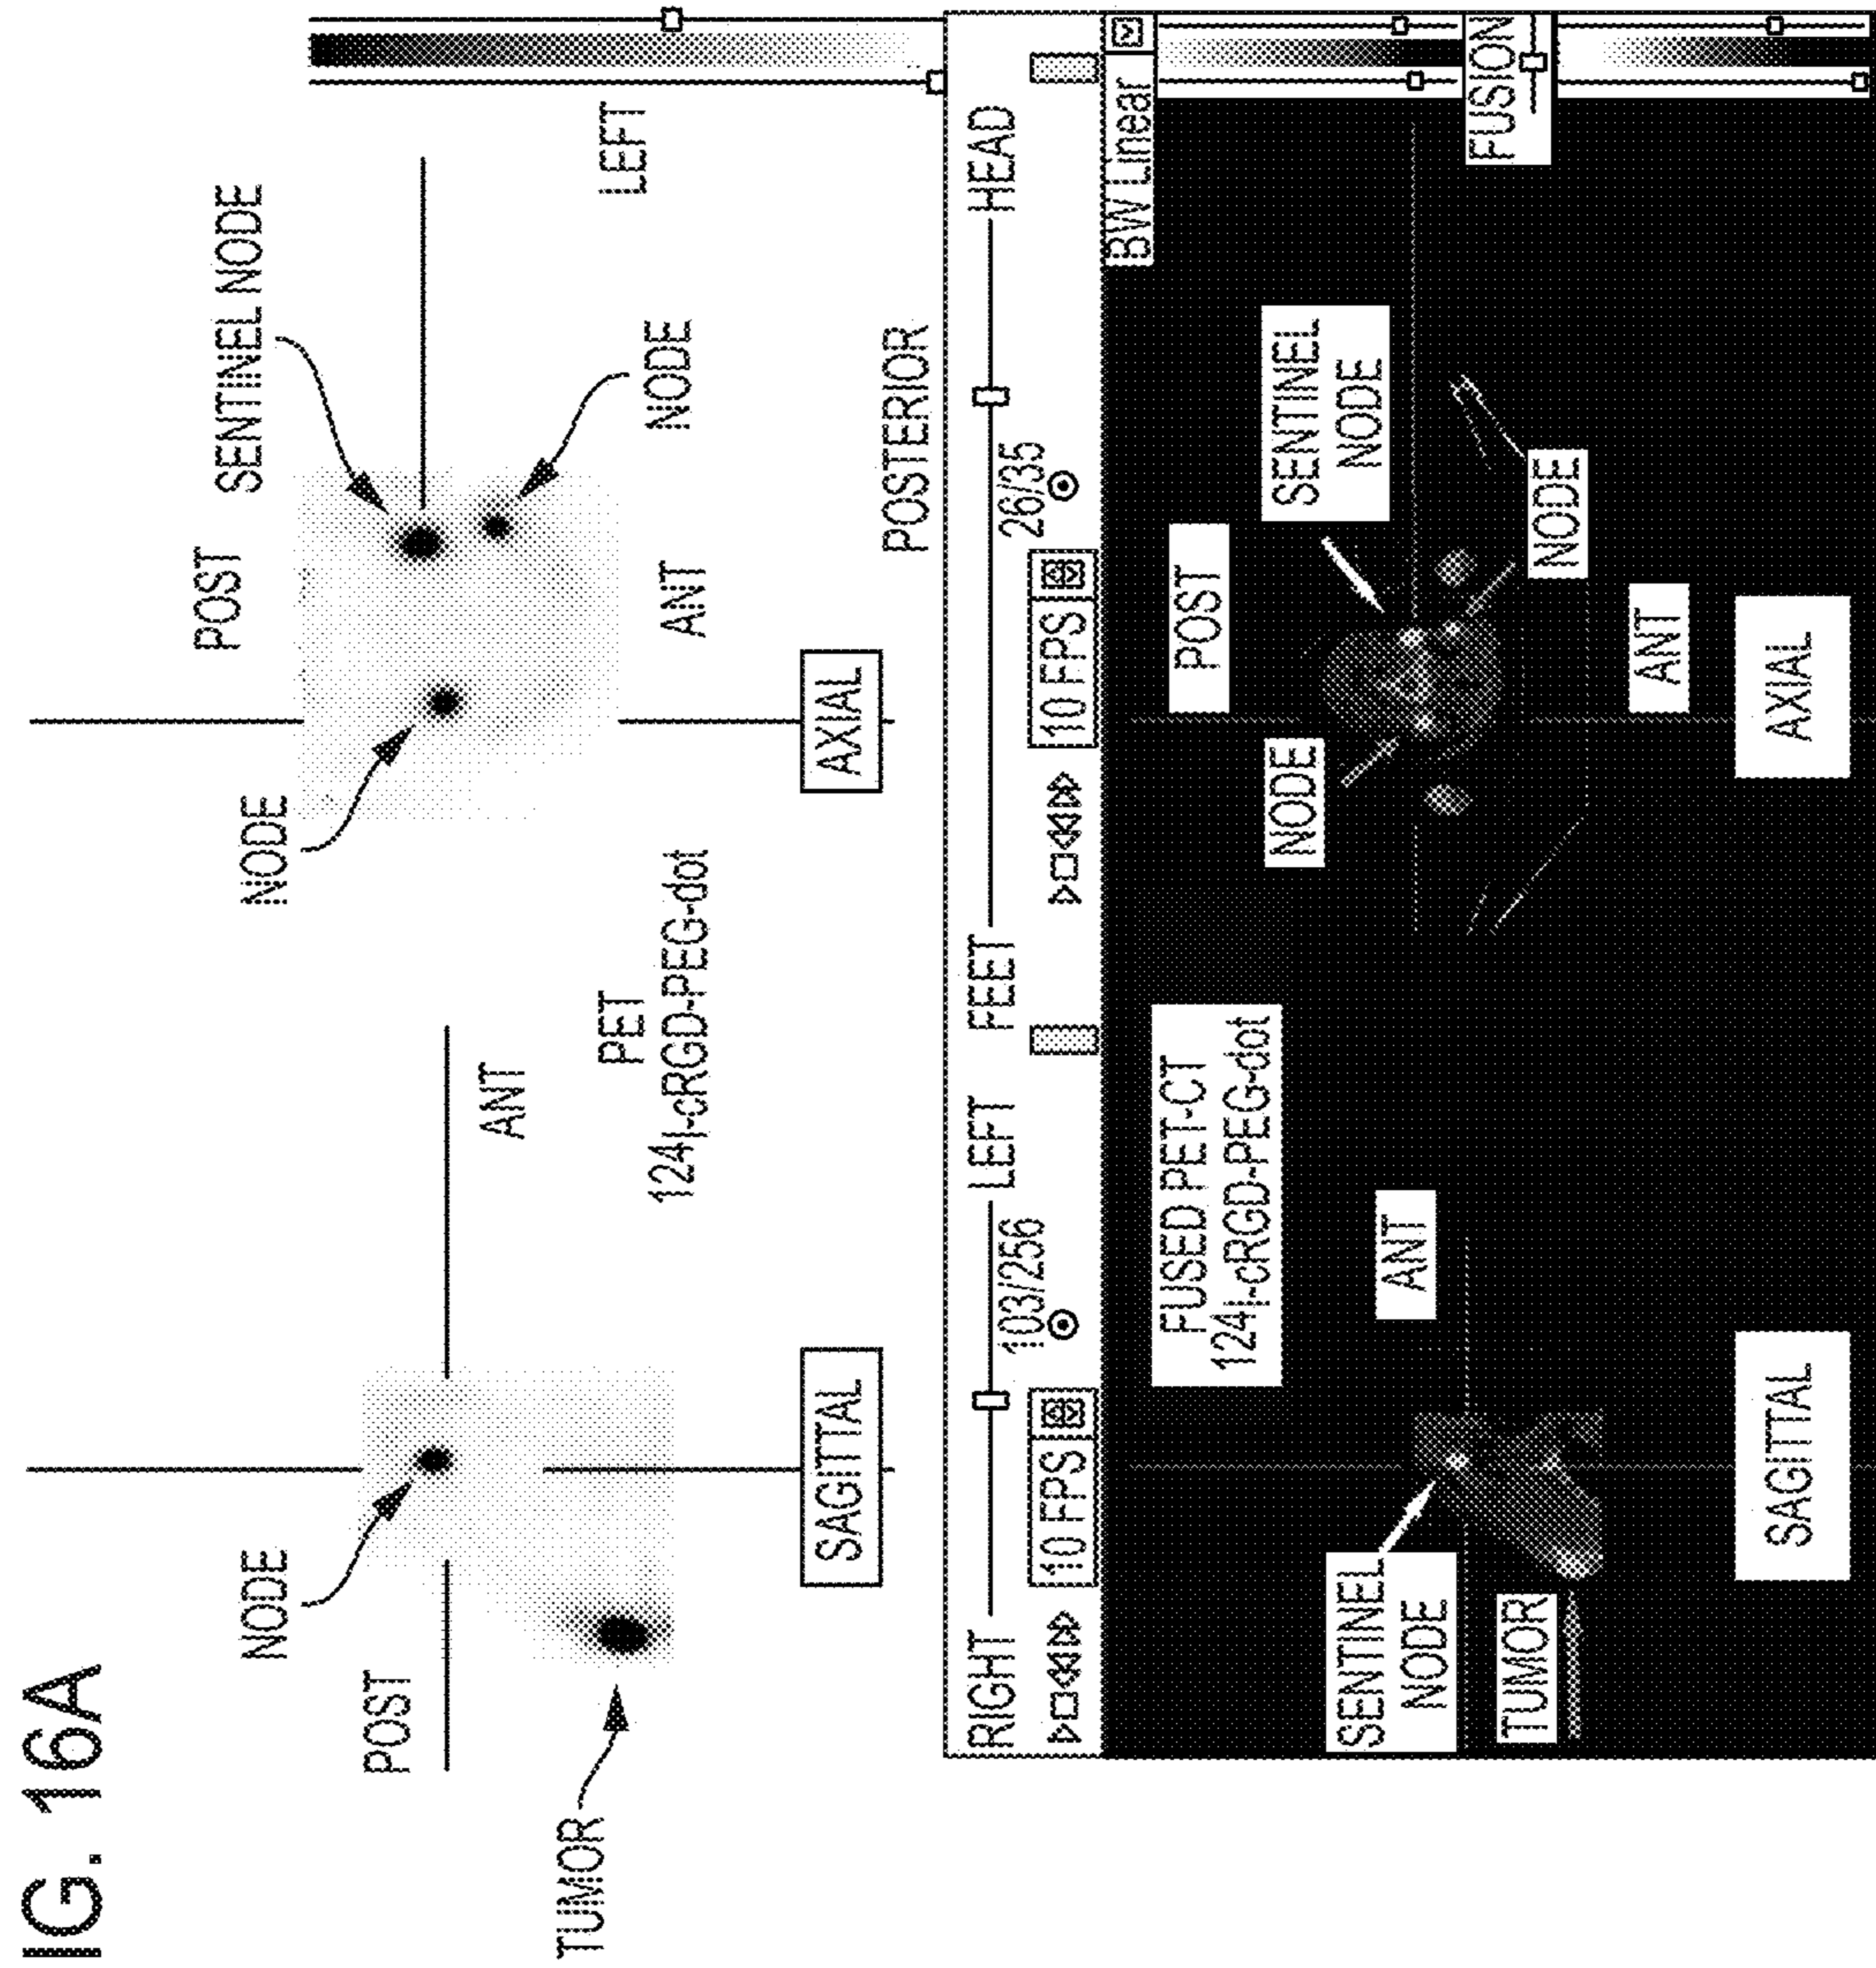 IG. 16A
POST
SENTINEL NODE
NODE
NODE
NODE
POST
LEFT
ANT
ANT
TUMOR
PET
124I-cRGD-PEG-dot
SAGITTAL
AXIAL
POSTERIOR
RIGHT
LEFT
FEET
HEAD
103/256
26/35
10 FPS
10 FPS
BW Linear
FUSED PET-CT
124I-cRGD-PEG-dot
POST
SENTINEL
NODE
NODE
SENTINEL
NODE
ANT
FUSION
TUMOR
NODE
ANT
SAGITTAL
AXIAL